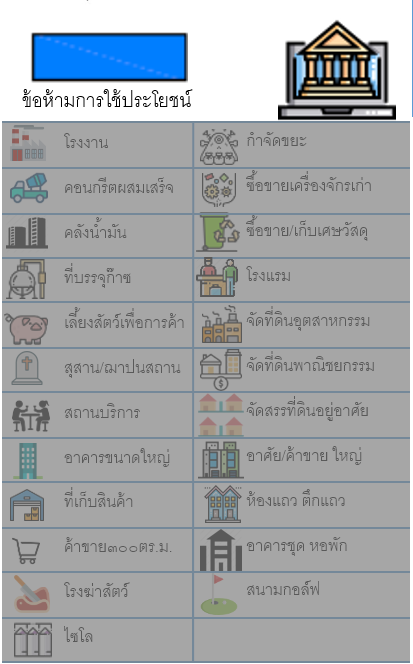 ข้อห้ามการใช้ประโยชน์
โรงงาน
กำจัดขยะ
คอนกรีตผสมเสร็จ
ซื้อขายเครื่องจักรเก่า
คลังน้ำมัน
ซื้อขาย/เก็บเศษวัสดุ
ที่บรรจุก๊าซ
โรงแรม
เลี้ยงสัตว์เพื่อการค้า
จัดที่ดินอุตสาหกรรม
สุสาน/ฌาปนสถาน
จัดที่ดินพาณิชยกรรม
สถานบริการ
จัดสรรที่ดินอยู่อาศัย
อาคารขนาดใหญ่
อาศัย/ค้าขาย ใหญ่
ที่เก็บสินค้า
ห้องแถว ตึกแถว
ค้าขาย๓๐๐ตร.ม.
อาคารชุด หอพัก
โรงฆ่าสัตว์
สนามกอล์ฟ
ไซโล